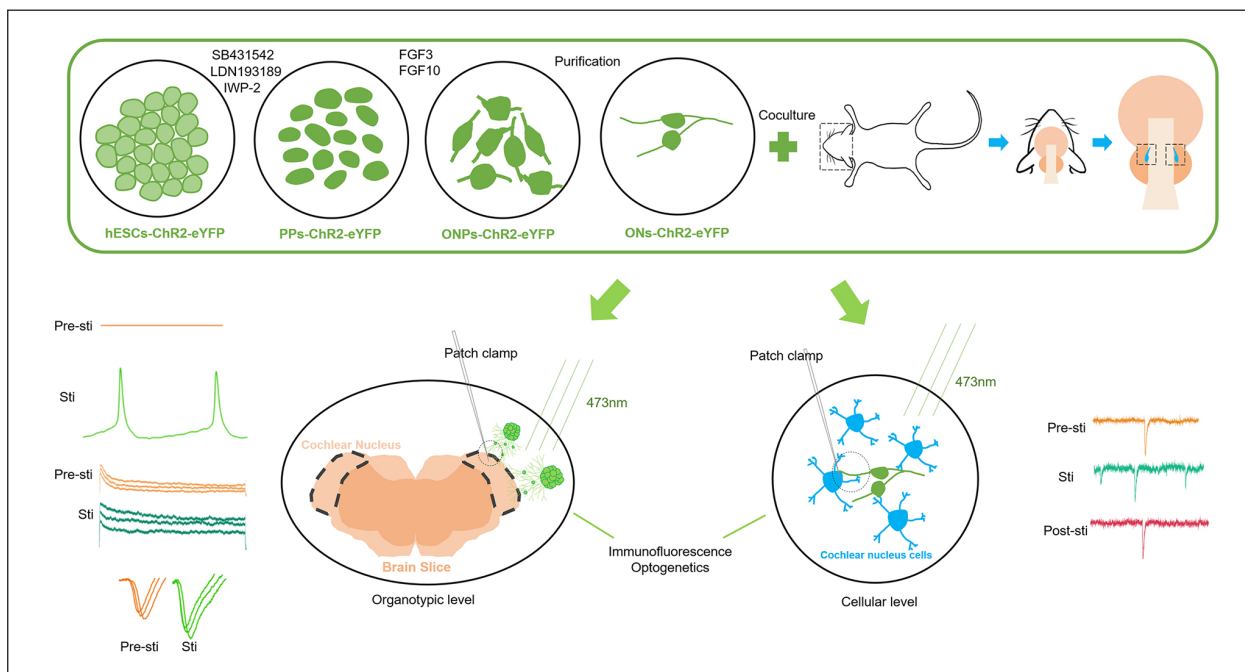 SB431542
LDN193189
IWP-2
FGF3
FGF10
Purification
Coculture
hESCs-ChR2-eYFP
PPs-ChR2-eYFP
ONPs-ChR2-eYFP
ONs-ChR2-eYFP
Pre-sti
Sti
Pre-sti
Sti
Pre-sti
Sti
Patch clamp
473nm
Cochlear Nucleus
Brain Slice
Organotypic level
Immunofluorescence
Optogenetics
Patch clamp
473nm
Cochlear nucleus cells
Cellular level
Pre-sti
Sti
Post-sti